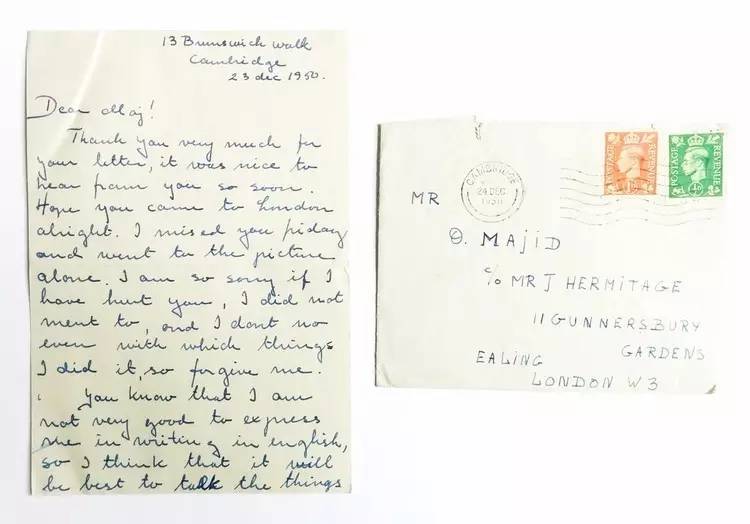 13 Brunswick walk
Cambridge
23 dec 1950.
Dear Maj!
Thank you very much for
your letter, it was nice to
hear from you so soon.
Hope you came to London
alright. I missed you friday
and went to the picture
alone. I am so sorry if I
have hurt you, I did not
ment to, and I dont no
even with which things
I did it, so forgive me.
You know that I am
not very good to express
me in writing in english,
so I think that it will
be best to talk the things
CAMBRIDGE
24 DEC
1950
POSTAGE REVENUE
POSTAGE REVENUE
MR
O. MAJID
c/o MR J HERMITAGE
11 GUNNERSBURY
GARDENS
EALING
LONDON W3